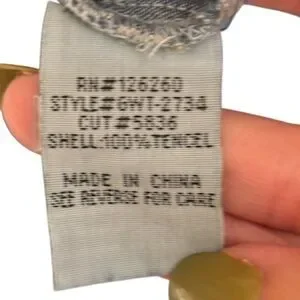 RN#126260
STYLE#GWT-2734
CUT#5836
SHELL:100%TENCEL
MADE IN CHINA
SEE REVERSE FOR CARE